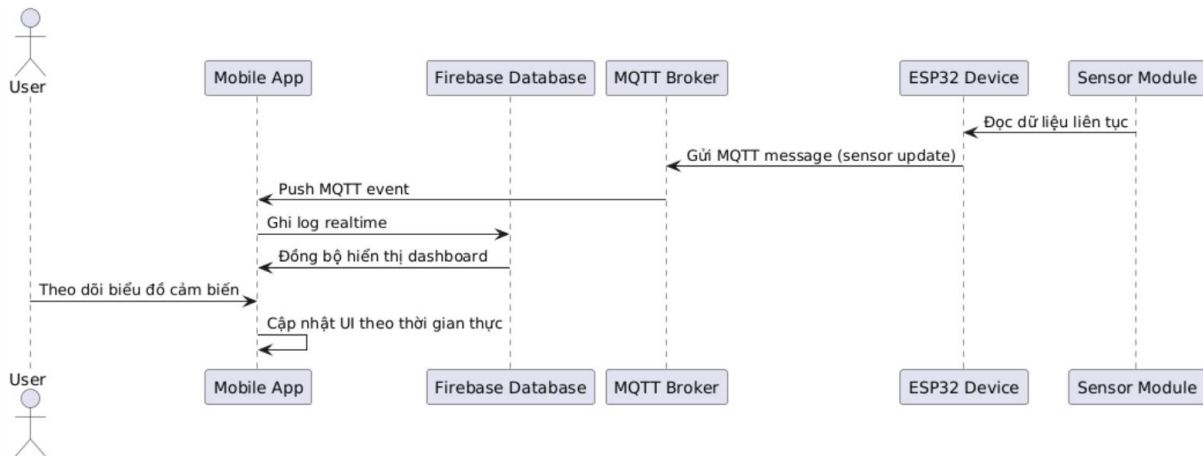 User
Mobile App
Firebase Database
MQTT Broker
ESP32 Device
Sensor Module
Đọc dữ liệu liên tục
Gửi MQTT message (sensor update)
Push MQTT event
Ghi log realtime
Đồng bộ hiển thị dashboard
Theo dõi biểu đồ cảm biến
Cập nhật UI theo thời gian thực
User
Mobile App
Firebase Database
MQTT Broker
ESP32 Device
Sensor Module